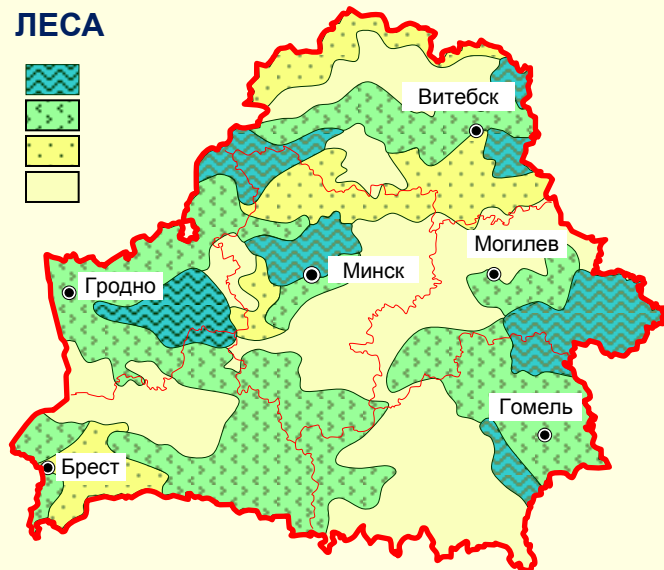 ЛЕСА
Витебск
Могилев
Минск
Гродно
Гомель
Брест